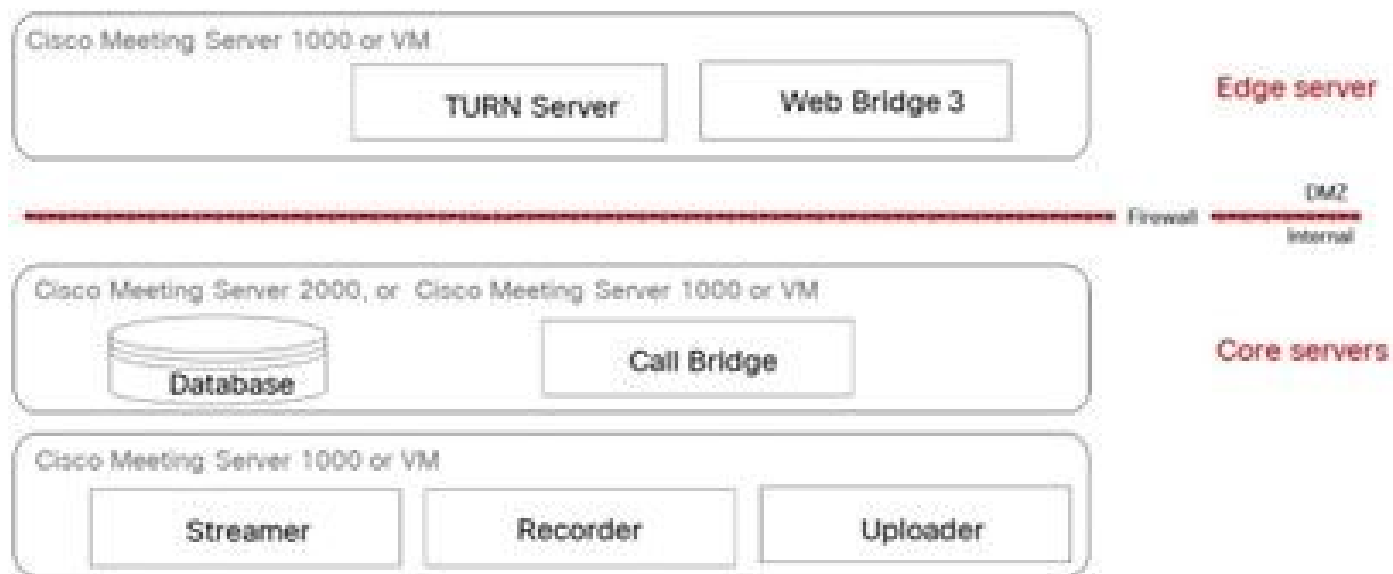 Cisco Meeting Server 1000 or VM
TURN Server
Web Bridge 3
Edge server
DMZ
Firewall
Internal
Cisco Meeting Server 2000, or Cisco Meeting Server 1000 or VM
Database
Call Bridge
Core servers
Cisco Meeting Server 1000 or VM
Streamer
Recorder
Uploader